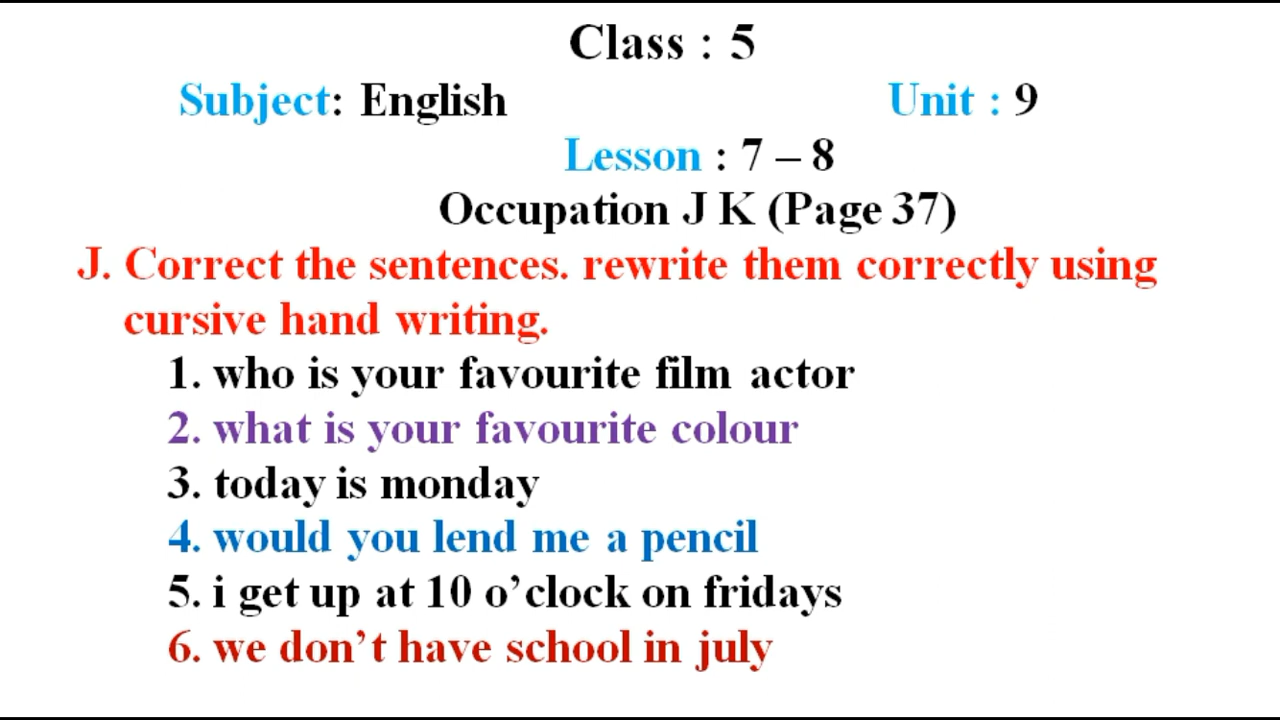 Class : 5
Subject: English Unit : 9
Lesson : 7 – 8
Occupation J K (Page 37)
J. Correct the sentences. rewrite them correctly using
cursive hand writing.
1. who is your favourite film actor
2. what is your favourite colour
3. today is monday
4. would you lend me a pencil
5. i get up at 10 o’clock on fridays
6. we don’t have school in july